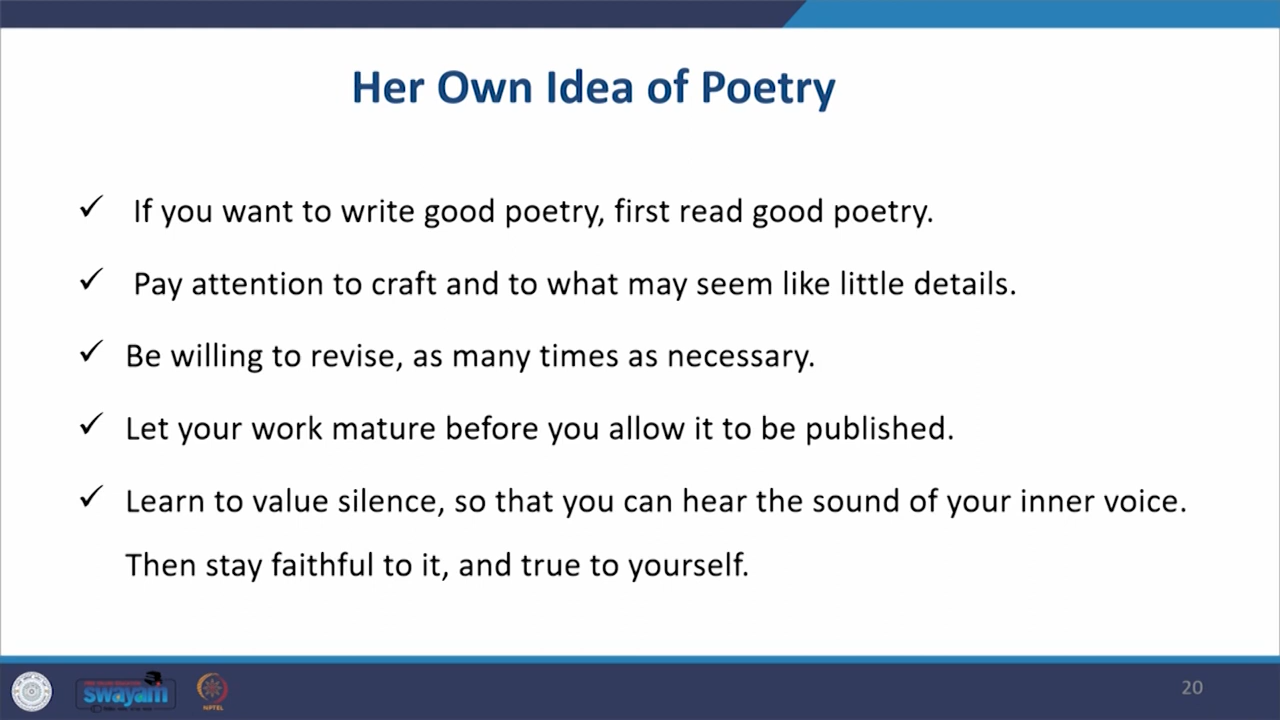 Her Own Idea of Poetry
✓ If you want to write good poetry, first read good poetry.
✓ Pay attention to craft and to what may seem like little details.
✓ Be willing to revise, as many times as necessary.
✓ Let your work mature before you allow it to be published.
✓ Learn to value silence, so that you can hear the sound of your inner voice.
Then stay faithful to it, and true to yourself.
swayam
NPTEL
20